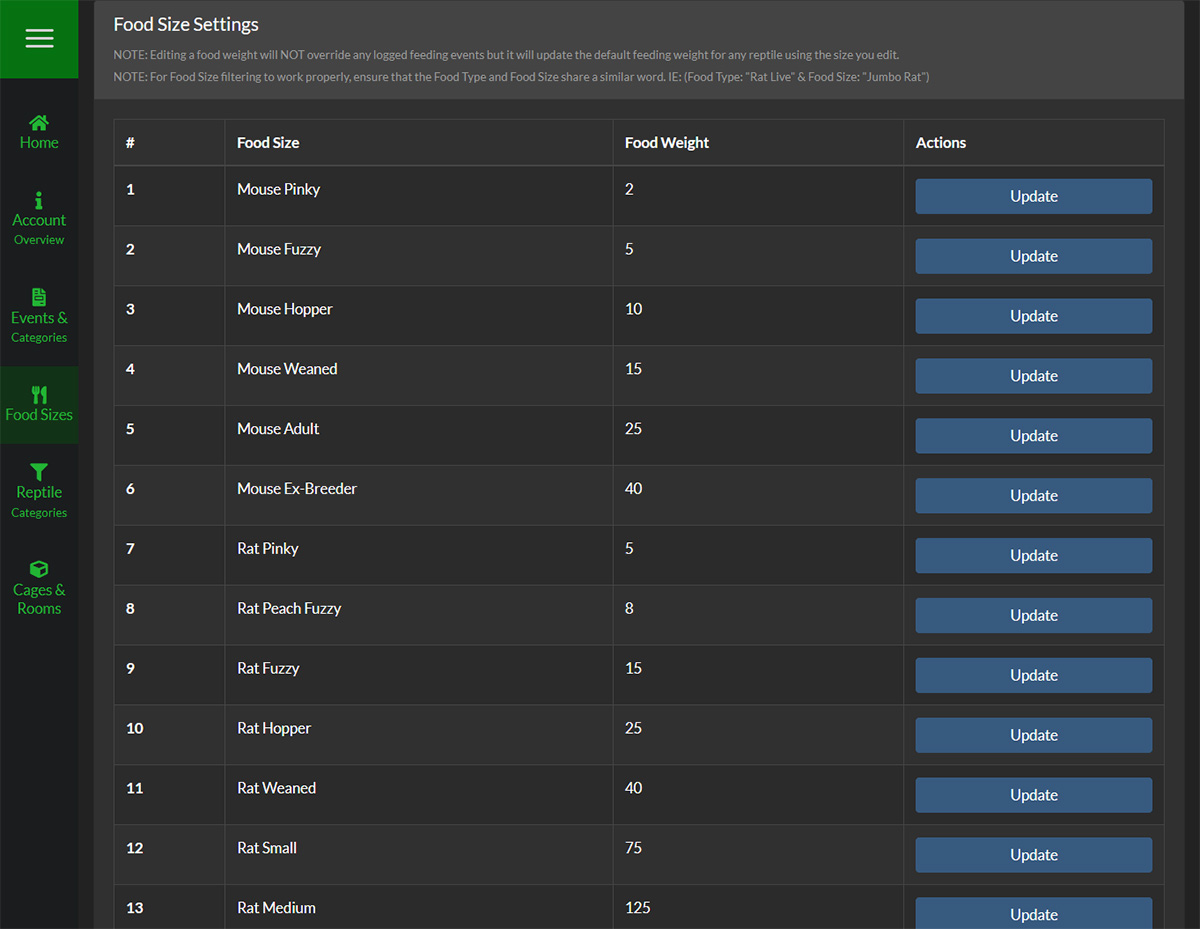 Food Size Settings
NOTE: Editing a food weight will NOT override any logged feeding events but it will update the default feeding weight for any reptile using the size you edit.
NOTE: For Food Size filtering to work properly, ensure that the Food Type and Food Size share a similar word. IE: (Food Type: "Rat Live" & Food Size: "Jumbo Rat")
Home
Account
Overview
Events &
Categories
Food Sizes
Reptile
Categories
Cages &
Rooms
# Food Size Food Weight Actions
1 Mouse Pinky 2 Update
2 Mouse Fuzzy 5 Update
3 Mouse Hopper 10 Update
4 Mouse Weaned 15 Update
5 Mouse Adult 25 Update
6 Mouse Ex-Breeder 40 Update
7 Rat Pinky 5 Update
8 Rat Peach Fuzzy 8 Update
9 Rat Fuzzy 15 Update
10 Rat Hopper 25 Update
11 Rat Weaned 40 Update
12 Rat Small 75 Update
13 Rat Medium 125 Update